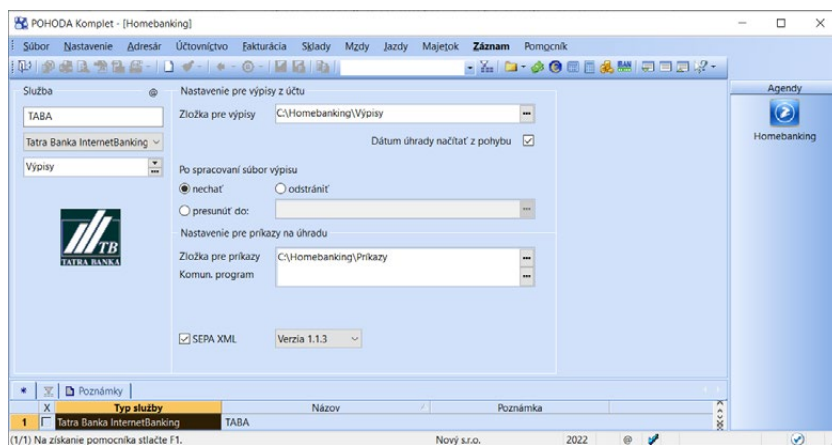 POHODA Komplet - [Homebanking]
Súbor Nastavenie Adresár Účtovníctvo Fakturácia Sklady Mzdy Jazdy Majetok Záznam Pomocník
Služba @
TABA
Tatra Banka InternetBanking
Výpisy
TB
TATRA BANKA
Nastavenie pre výpisy z účtu
Zložka pre výpisy C:\Homebanking\Výpisy
Dátum úhrady načítať z pohybu
Po spracovaní súbor výpisu
nechať odstrániť
presunúť do:
Nastavenie pre príkazy na úhradu
Zložka pre príkazy C:\Homebanking\Príkazy
Komun. program
SEPA XML Verzia 1.1.3
Agendy
Homebanking
* Poznámky
X Typ služby Názov Poznámka
1 Tatra Banka InternetBanking TABA
(1/1) Na získanie pomocníka stlačte F1. Nový s.r.o. 2022 @